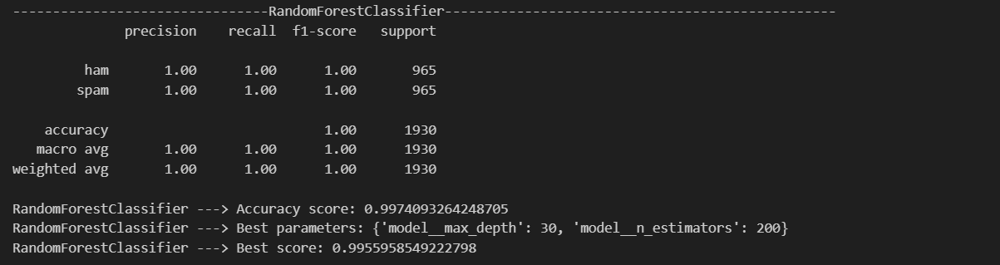 --------------------------------RandomForestClassifier-------------------------------------------------
precision recall f1-score support
ham 1.00 1.00 1.00 965
spam 1.00 1.00 1.00 965
accuracy 1.00 1930
macro avg 1.00 1.00 1.00 1930
weighted avg 1.00 1.00 1.00 1930
RandomForestClassifier ---> Accuracy score: 0.9974093264248705
RandomForestClassifier ---> Best parameters: {'model__max_depth': 30, 'model__n_estimators': 200}
RandomForestClassifier ---> Best score: 0.9955958549222798